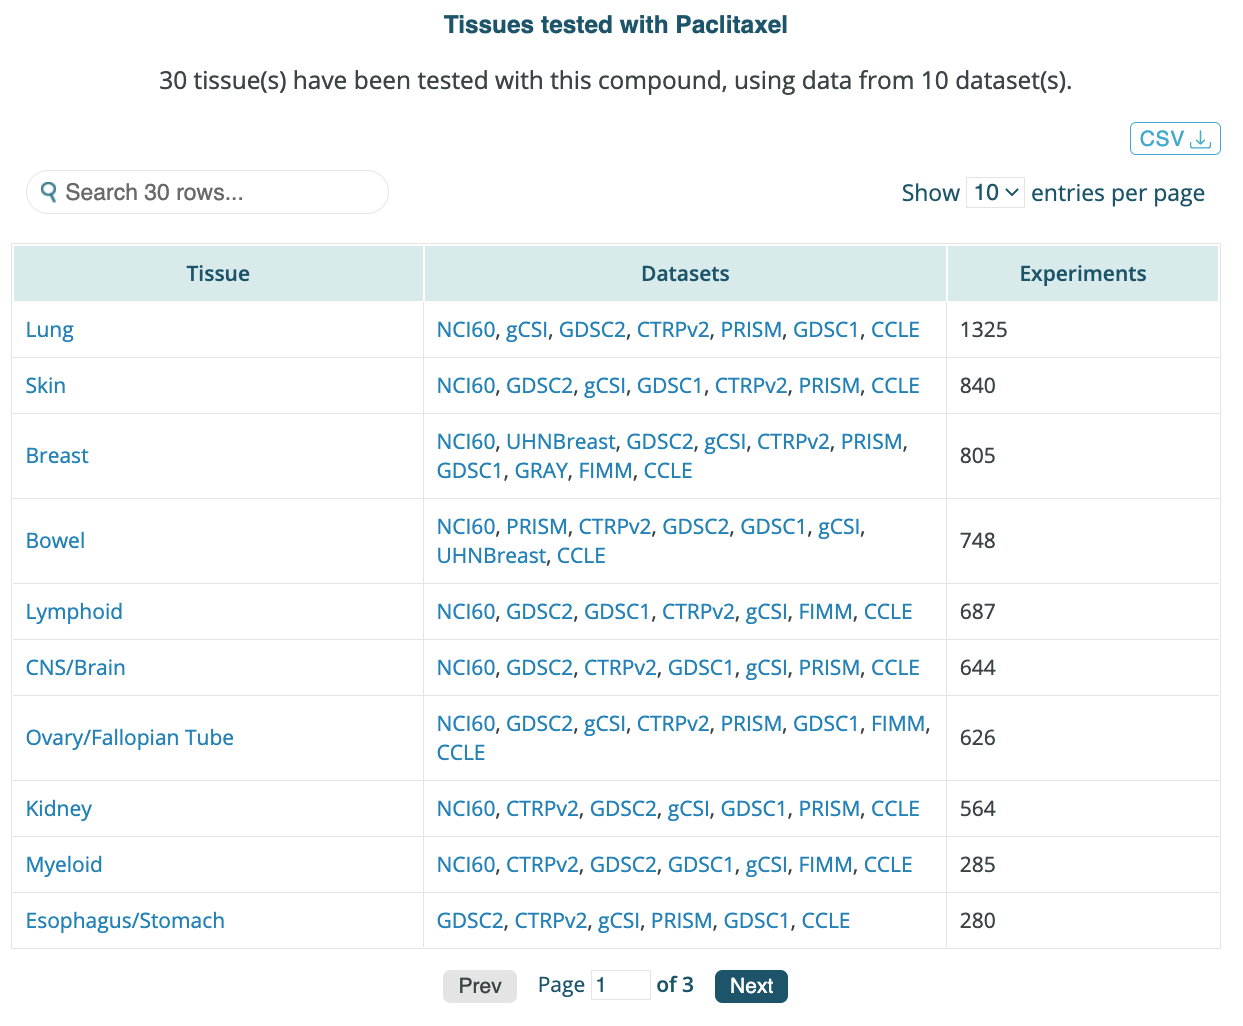 Tissues tested with Paclitaxel
30 tissue(s) have been tested with this compound, using data from 10 dataset(s).
CSV
Search 30 rows...
Show 10 entries per page
Tissue Datasets Experiments
Lung NCI60, gCSI, GDSC2, CTRPv2, PRISM, GDSC1, CCLE 1325
Skin NCI60, GDSC2, gCSI, GDSC1, CTRPv2, PRISM, CCLE 840
Breast NCI60, UHNBreast, GDSC2, gCSI, CTRPv2, PRISM,
GDSC1, GRAY, FIMM, CCLE 805
Bowel NCI60, PRISM, CTRPv2, GDSC2, GDSC1, gCSI,
UHNBreast, CCLE 748
Lymphoid NCI60, GDSC2, GDSC1, CTRPv2, gCSI, FIMM, CCLE 687
CNS/Brain NCI60, GDSC2, CTRPv2, GDSC1, gCSI, PRISM, CCLE 644
Ovary/Fallopian Tube NCI60, GDSC2, gCSI, CTRPv2, PRISM, GDSC1, FIMM,
CCLE 626
Kidney NCI60, CTRPv2, GDSC2, gCSI, GDSC1, PRISM, CCLE 564
Myeloid NCI60, CTRPv2, GDSC2, GDSC1, gCSI, FIMM, CCLE 285
Esophagus/Stomach GDSC2, CTRPv2, gCSI, PRISM, GDSC1, CCLE 280
Prev Page 1 of 3 Next